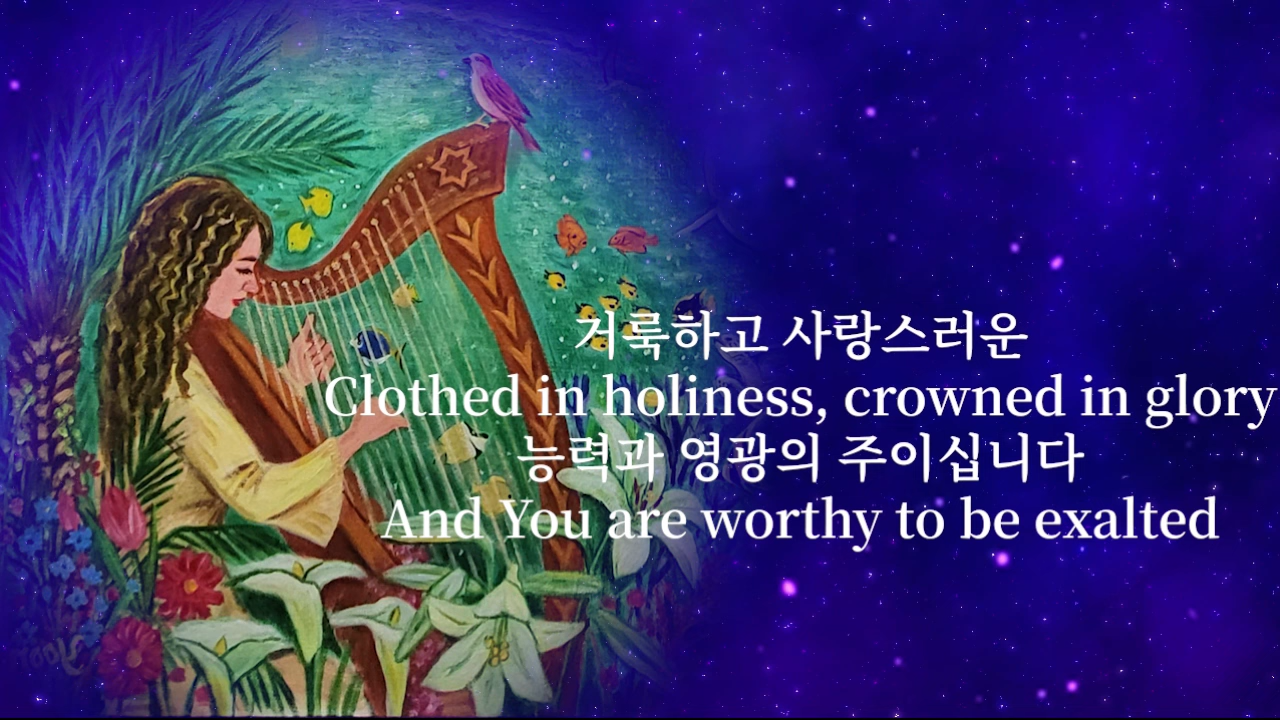 거룩하고 사랑스러운
Clothed in holiness, crowned in glory
능력과 영광의 주이십니다
And You are worthy to be exalted